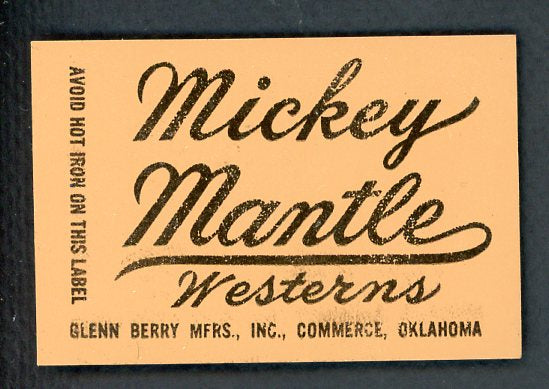 Mickey
Mantle
Westerns
GLENN BERRY MFRS., INC., COMMERCE, OKLAHOMA
AVOID HOT IRON ON THIS LABEL